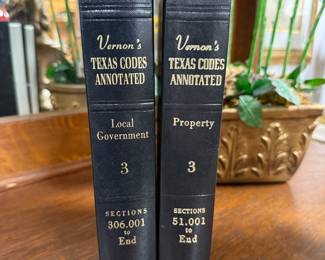 Vernon's
TEXAS CODES
ANNOTATED
Local
Government
3
SECTIONS
306.001
to
End
Vernon's
TEXAS CODES
ANNOTATED
Property
3
SECTIONS
51.001
to
End